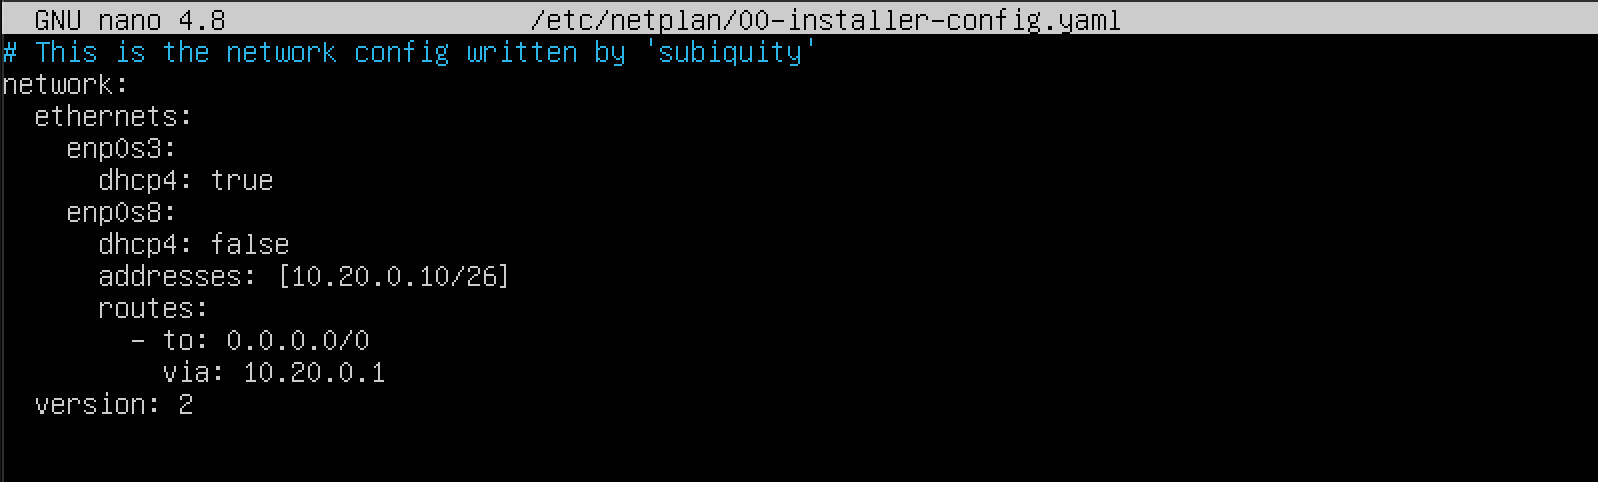 GNU nano 4.8 /etc/netplan/00-installer-config.yaml
# This is the network config written by 'subiquity'
network:
  ethernets:
    enp0s3:
      dhcp4: true
    enp0s8:
      dhcp4: false
      addresses: [10.20.0.10/26]
      routes:
        - to: 0.0.0.0/0
          via: 10.20.0.1
  version: 2